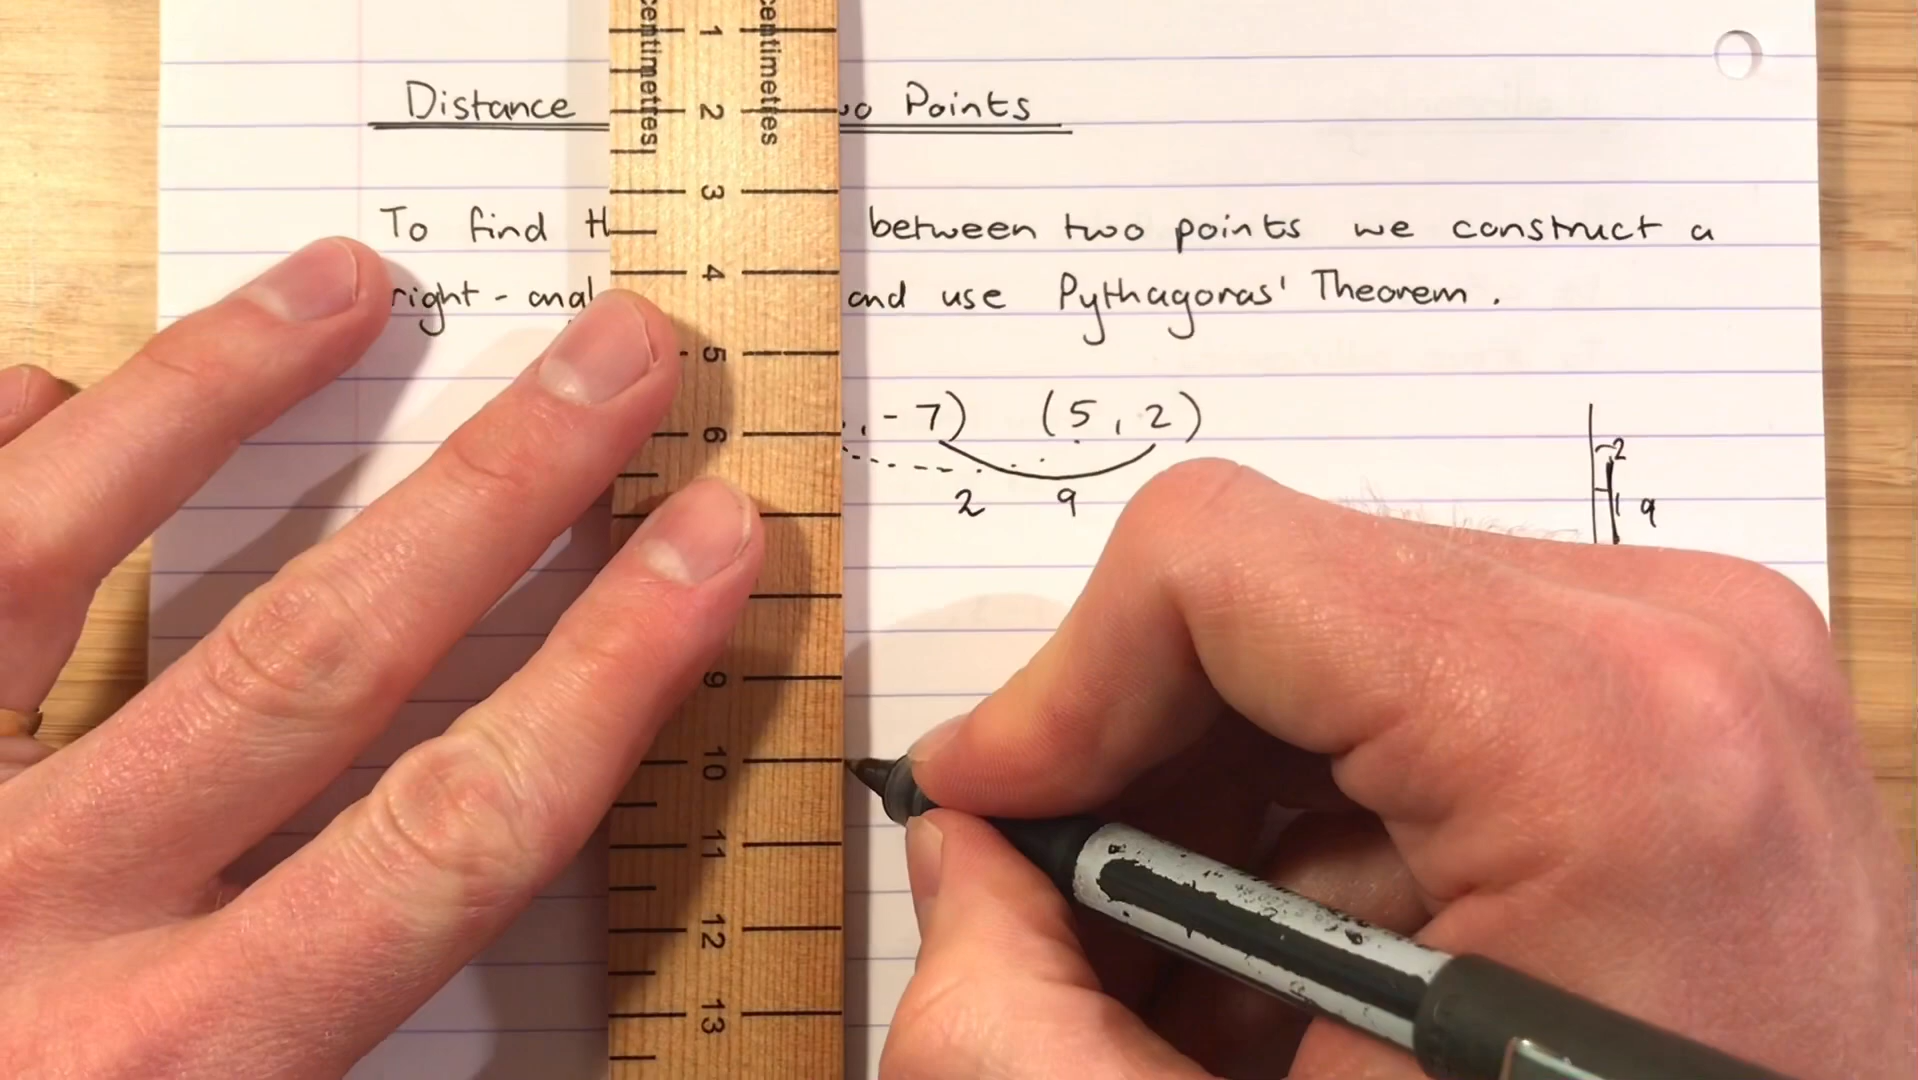 centimetres centimetres
1
2
3
4
5
6
9
10
11
12
13
Distance Points
To find between two points we construct a
right - and use Pythagoras' Theorem .
, - 7) (5 , 2)
2 9
2
9